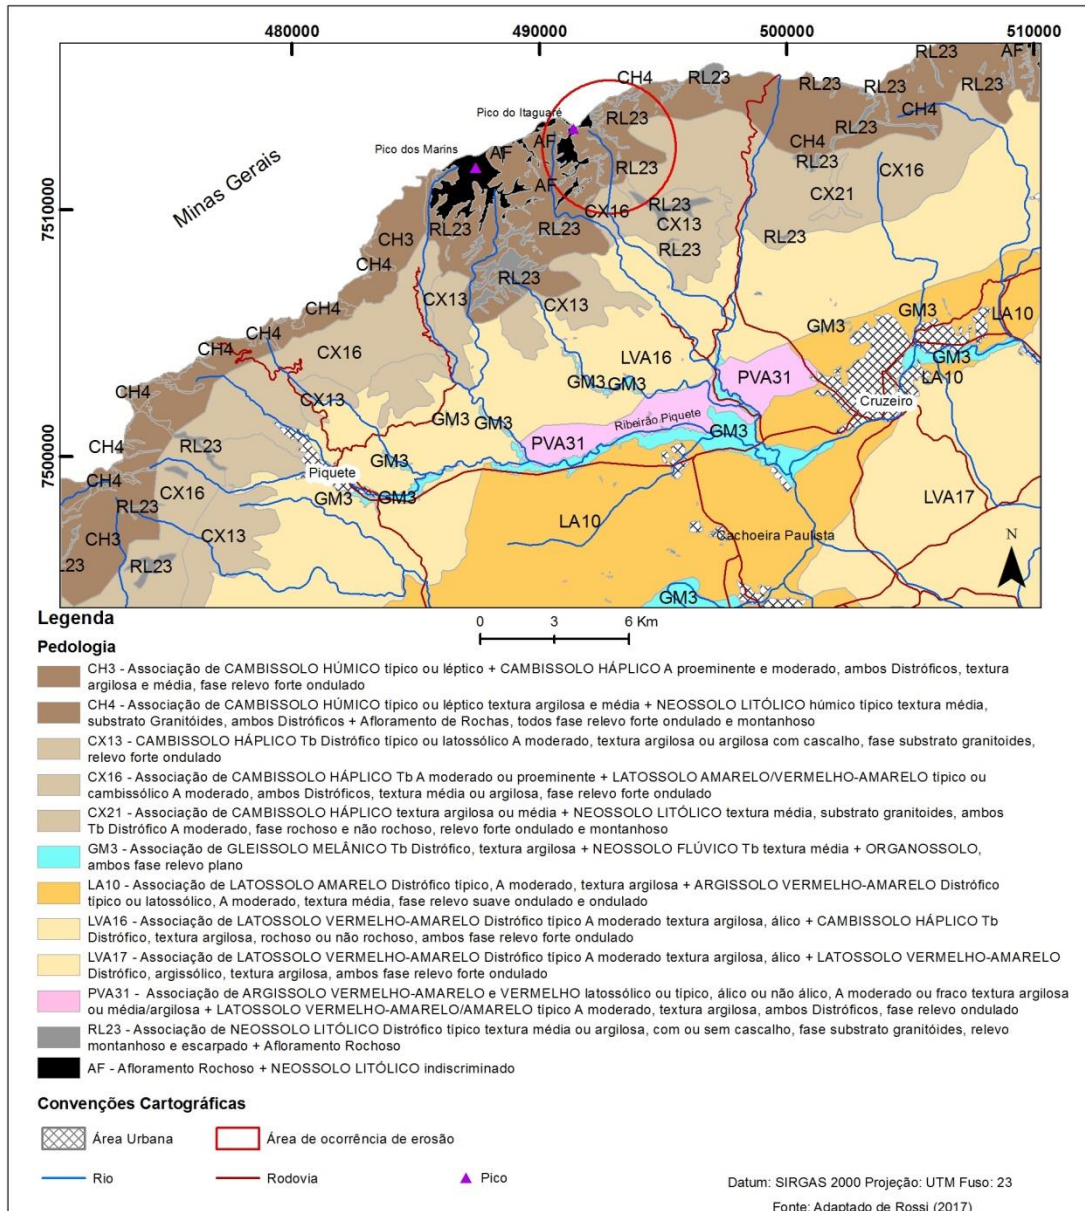 480000
490000
500000
510000
7510000
7500000
RL23
AF
RL23
CH4
RL23
RL23
RL23
Pico do Itaguaré
CH4
RL23
Pico dos Marins
AF
AF
CH4
RL23
RL23
CX16
Minas Gerais
AF
CX21
CX16
RL23
CH3
RL23
RL23
CX13
RL23
RL23
CH4
RL23
CX13
CX13
CH4
GM3
GM3
LA10
CH4
CH4
CX16
LVA16
GM3
GM3 GM3
PVA31
LA10
CH4
CX13
Cruzeiro
GM3
GM3
Ribeirão Piquete
GM3
CH4
RL23
PVA31
GM3
Piquete
CH4
CX16
GM3
GM3
LVA17
RL23
LA10
CH3
CX13
Cachoeira Paulista
N
L23
RL23
GM3
Legenda
0 3 6 Km
Pedologia
CH3 - Associação de CAMBISSOLO HÚMICO típico ou léptico + CAMBISSOLO HÁPLICO A proeminente e moderado, ambos Distróficos, textura
argilosa e média, fase relevo forte ondulado
CH4 - Associação de CAMBISSOLO HÚMICO típico ou léptico textura argilosa e média + NEOSSOLO LITÓLICO húmico típico textura média,
substrato Granitóides, ambos Distróficos + Afloramento de Rochas, todos fase relevo forte ondulado e montanhoso
CX13 - CAMBISSOLO HÁPLICO Tb Distrófico típico ou latossólico A moderado, textura argilosa ou argilosa com cascalho, fase substrato granitoides,
relevo forte ondulado
CX16 - Associação de CAMBISSOLO HÁPLICO Tb A moderado ou proeminente + LATOSSOLO AMARELO/VERMELHO-AMARELO típico ou
cambissólico A moderado, ambos Distróficos, textura média ou argilosa, fase relevo forte ondulado
CX21 - Associação de CAMBISSOLO HÁPLICO textura argilosa ou média + NEOSSOLO LITÓLICO textura média, substrato granitoides, ambos
Tb Distrófico A moderado, fase rochoso e não rochoso, relevo forte ondulado e montanhoso
GM3 - Associação de GLEISSOLO MELÂNICO Tb Distrófico, textura argilosa + NEOSSOLO FLÚVICO Tb textura média + ORGANOSSOLO,
ambos fase relevo plano
LA10 - Associação de LATOSSOLO AMARELO Distrófico típico, A moderado, textura argilosa + ARGISSOLO VERMELHO-AMARELO Distrófico
típico ou latossólico, A moderado, textura média, fase relevo suave ondulado e ondulado
LVA16 - Associação de LATOSSOLO VERMELHO-AMARELO Distrófico típico A moderado textura argilosa, álico + CAMBISSOLO HÁPLICO Tb
Distrófico, textura argilosa, rochoso ou não rochoso, ambos fase relevo forte ondulado
LVA17 - Associação de LATOSSOLO VERMELHO-AMARELO Distrófico típico A moderado textura argilosa, álico + LATOSSOLO VERMELHO-AMARELO
Distrófico, argissólico, textura argilosa, ambos fase relevo forte ondulado
PVA31 - Associação de ARGISSOLO VERMELHO-AMARELO e VERMELHO latossólico ou típico, álico ou não álico, A moderado ou fraco textura argilosa
ou média/argilosa + LATOSSOLO VERMELHO-AMARELO/AMARELO típico A moderado, textura argilosa, ambos Distróficos, fase relevo ondulado
RL23 - Associação de NEOSSOLO LITÓLICO Distrófico típico textura média ou argilosa, com ou sem cascalho, fase substrato granitóides, relevo
montanhoso e escarpado + Afloramento Rochoso
AF - Afloramento Rochoso + NEOSSOLO LITÓLICO indiscriminado
Convenções Cartográficas
Área Urbana
Área de ocorrência de erosão
Rio
Rodovia
Pico
Datum: SIRGAS 2000 Projeção: UTM Fuso: 23
Fonte: Adaptado de Rossi (2017)